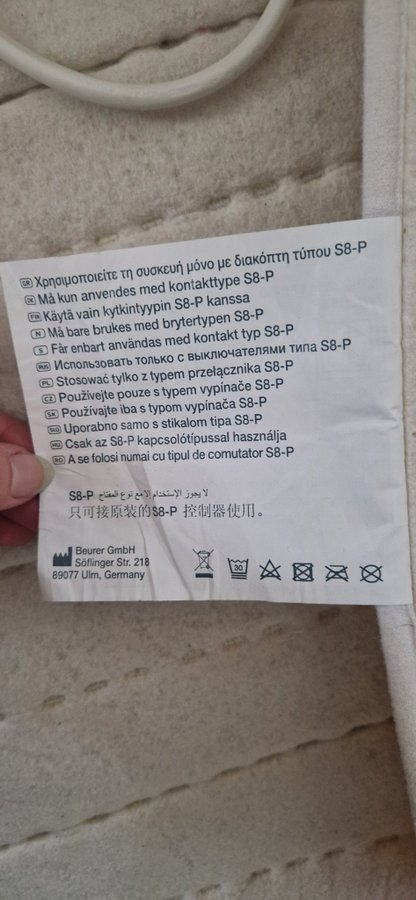 GR Χρησιμοποιείτε τη συσκευή μόνο με διακόπτη τύπου S8-P
DK Må kun anvendes med kontakttype S8-P
FIN Käytä vain kytkintyypin S8-P kanssa
N Må bare brukes med brytertypen S8-P
S Får enbart användas med kontakt typ S8-P
RUS Использовать только с выключателями типа S8-P
PL Stosować tylko z typem przełącznika S8-P
CZ Používejte pouze s typem vypínače S8-P
SK Používajte iba s typom vypínača S8-P
SLO Uporabno samo s stikalom tipa S8-P
HU Csak az S8-P kapcsolótípussal használja
RO A se folosi numai cu tipul de comutator S8-P
S8-P لا يجوز الإستخدام إلا مع نوع المفتاح
只可接原装的S8-P 控制器使用。
Beurer GmbH
Söflinger Str. 218
89077 Ulm, Germany
30